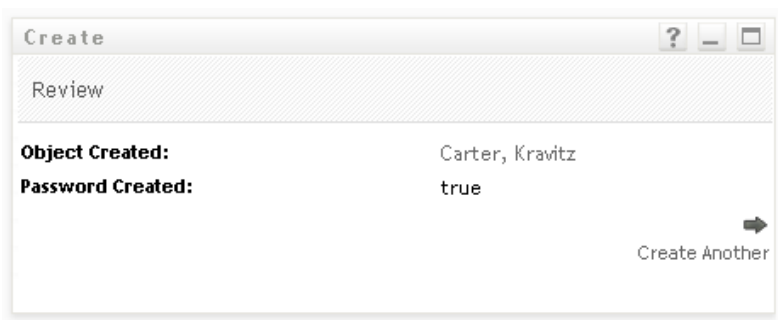 Create
?
Review
Object Created: Carter, Kravitz
Password Created: true
Create Another